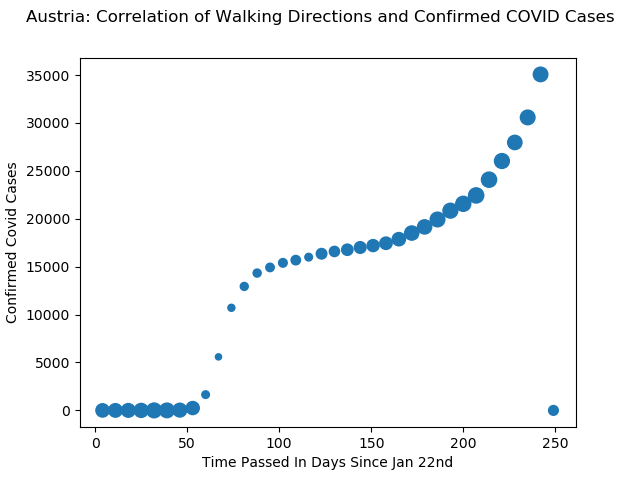 Austria: Correlation of Walking Directions and Confirmed COVID Cases
35000
30000
25000
20000
15000
10000
5000
0
Confirmed Covid Cases
0 50 100 150 200 250
Time Passed In Days Since Jan 22nd